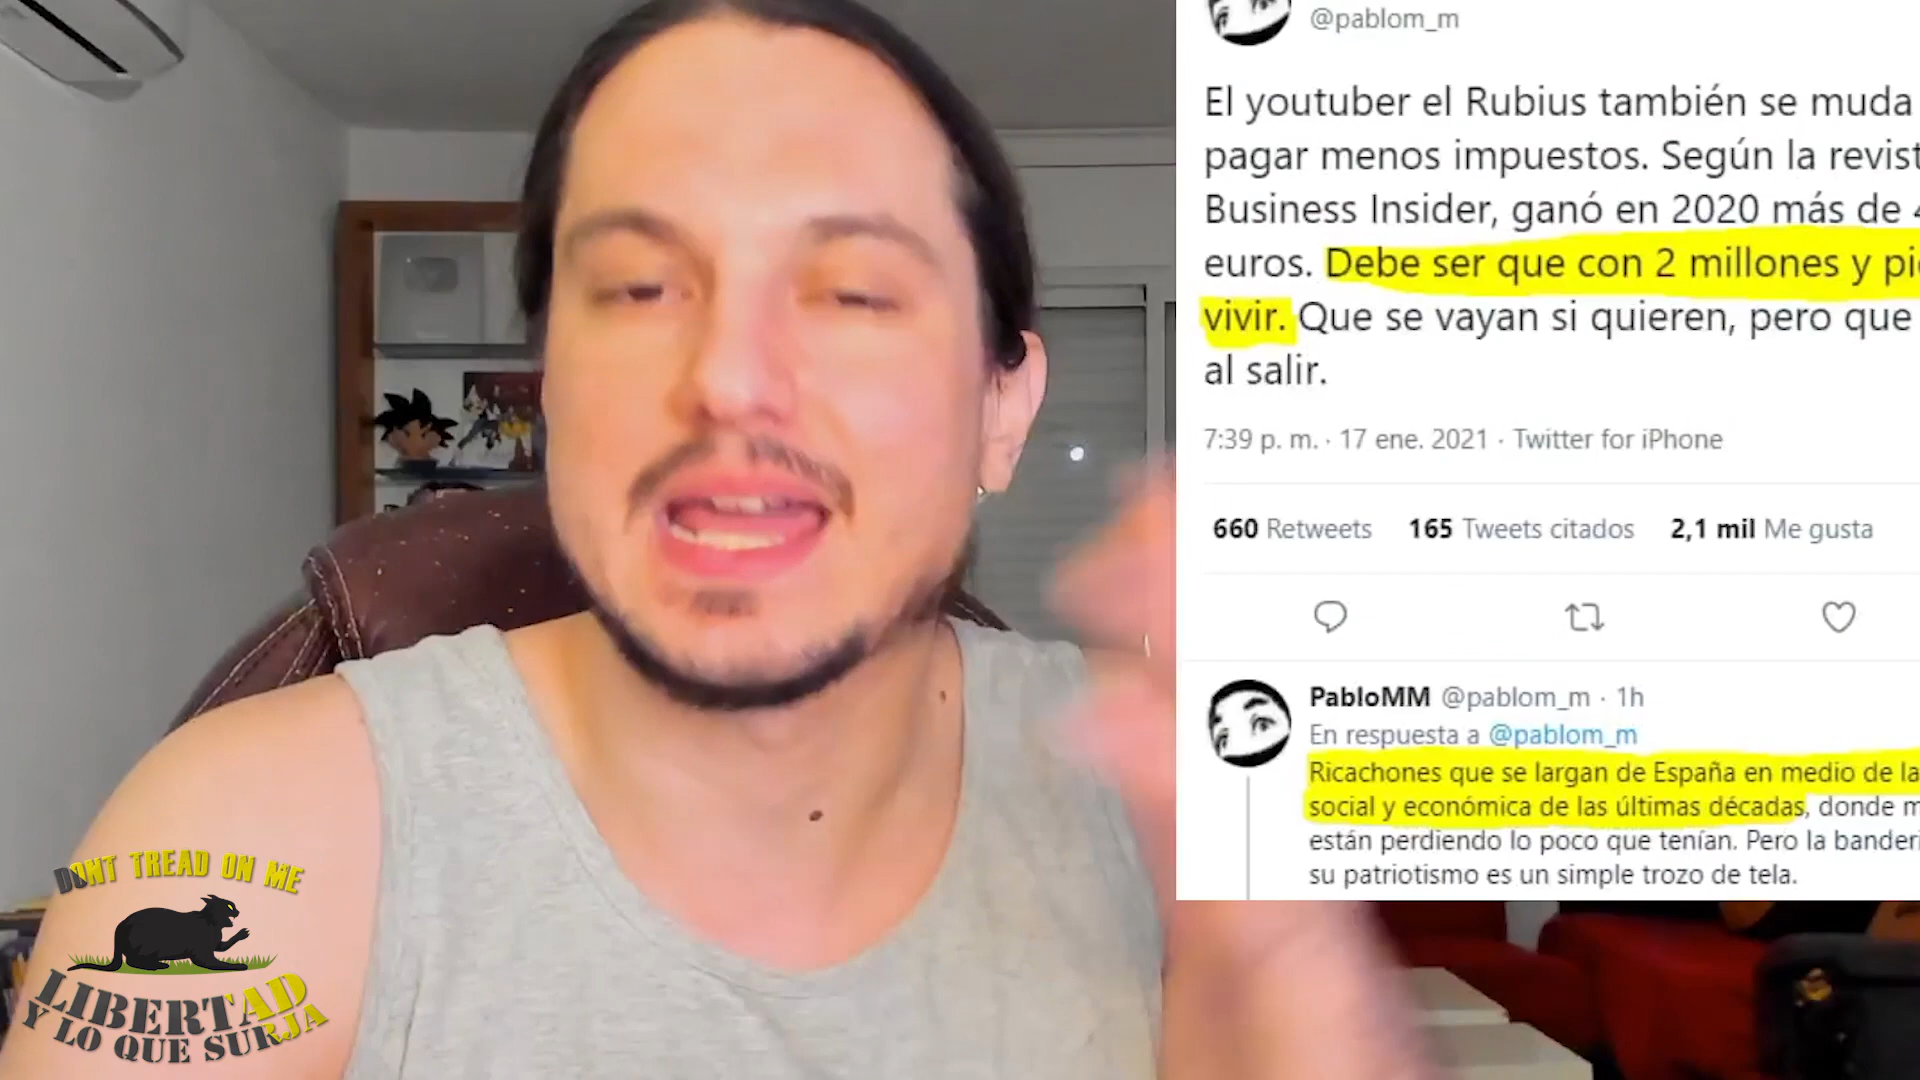 @pablom_m
El youtuber el Rubius también se muda
pagar menos impuestos. Según la revist
Business Insider, ganó en 2020 más de 4
euros. Debe ser que con 2 millones y pic
vivir. Que se vayan si quieren, pero que
al salir.
7:39 p. m. · 17 ene. 2021 · Twitter for iPhone
660 Retweets 165 Tweets citados 2,1 mil Me gusta
PabloMM @pablom_m · 1h
En respuesta a @pablom_m
Ricachones que se largan de España en medio de la
social y económica de las últimas décadas, donde m
están perdiendo lo poco que tenían. Pero la banderi
su patriotismo es un simple trozo de tela.
DONT TREAD ON ME
LIBERTAD
Y LO QUE SURJA